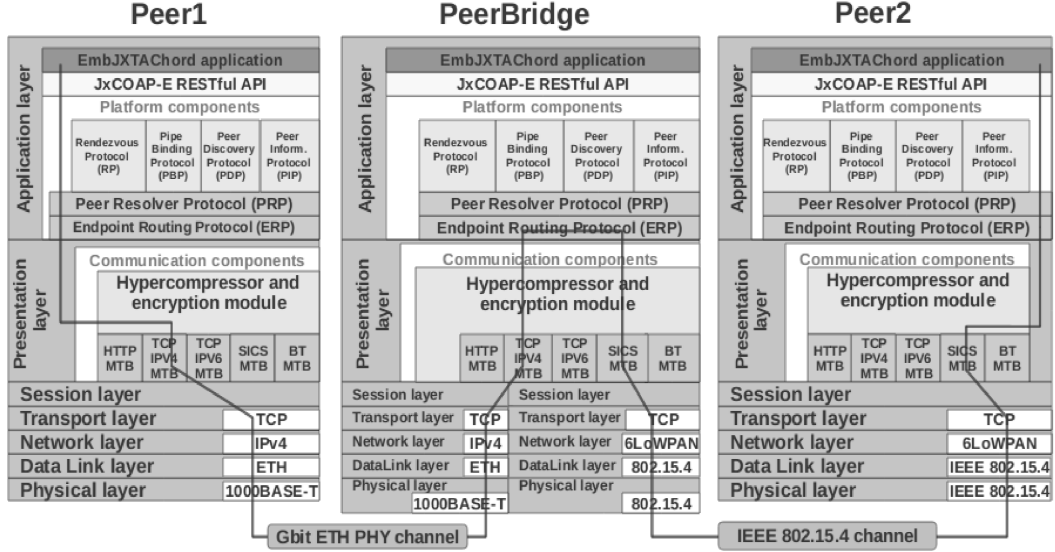 Peer1
PeerBridge
Peer2
Application layer
EmbJXTAChord application
JxCOAP-E RESTful API
Platform components
Rendezvous
Protocol
(RP)
Pipe
Binding
Protocol
(PBP)
Peer
Discovery
Protocol
(PDP)
Peer
Inform.
Protocol
(PIP)
Peer Resolver Protocol (PRP)
Endpoint Routing Protocol (ERP)
Presentation
layer
Communication components
Hypercompressor and
encryption module
HTTP
MTB
TCP
IPV4
MTB
TCP
IPV6
MTB
SICS
MTB
BT
MTB
Session layer
Transport layer
TCP
Network layer
IPv4
Data Link layer
ETH
Physical layer
1000BASE-T
Application layer
EmbJXTAChord application
JxCOAP-E RESTful API
Platform components
Rendezvous
Protocol
(RP)
Pipe
Binding
Protocol
(PBP)
Peer
Discovery
Protocol
(PDP)
Peer
Inform.
Protocol
(PIP)
Peer Resolver Protocol (PRP)
Endpoint Routing Protocol (ERP)
Presentation
layer
Communication components
Hypercompressor and
encryption module
HTTP
MTB
TCP
IPV4
MTB
TCP
IPV6
MTB
SICS
MTB
BT
MTB
Session layer
Transport layer
TCP
Network layer
IPv4
DataLink layer
ETH
Physical layer
1000BASE-T
Session layer
Transport layer
TCP
Network layer
6LoWPAN
DataLink layer
802.15.4
Physical layer
802.15.4
Application layer
EmbJXTAChord application
JxCOAP-E RESTful API
Platform components
Rendezvous
Protocol
(RP)
Pipe
Binding
Protocol
(PBP)
Peer
Discovery
Protocol
(PDP)
Peer
Inform.
Protocol
(PIP)
Peer Resolver Protocol (PRP)
Endpoint Routing Protocol (ERP)
Presentation
layer
Communication components
Hypercompressor and
encryption module
HTTP
MTB
TCP
IPV4
MTB
TCP
IPV6
MTB
SICS
MTB
BT
MTB
Session layer
Transport layer
TCP
Network layer
6LoWPAN
Data Link layer
IEEE 802.15.4
Physical layer
IEEE 802.15.4
Gbit ETH PHY channel
IEEE 802.15.4 channel